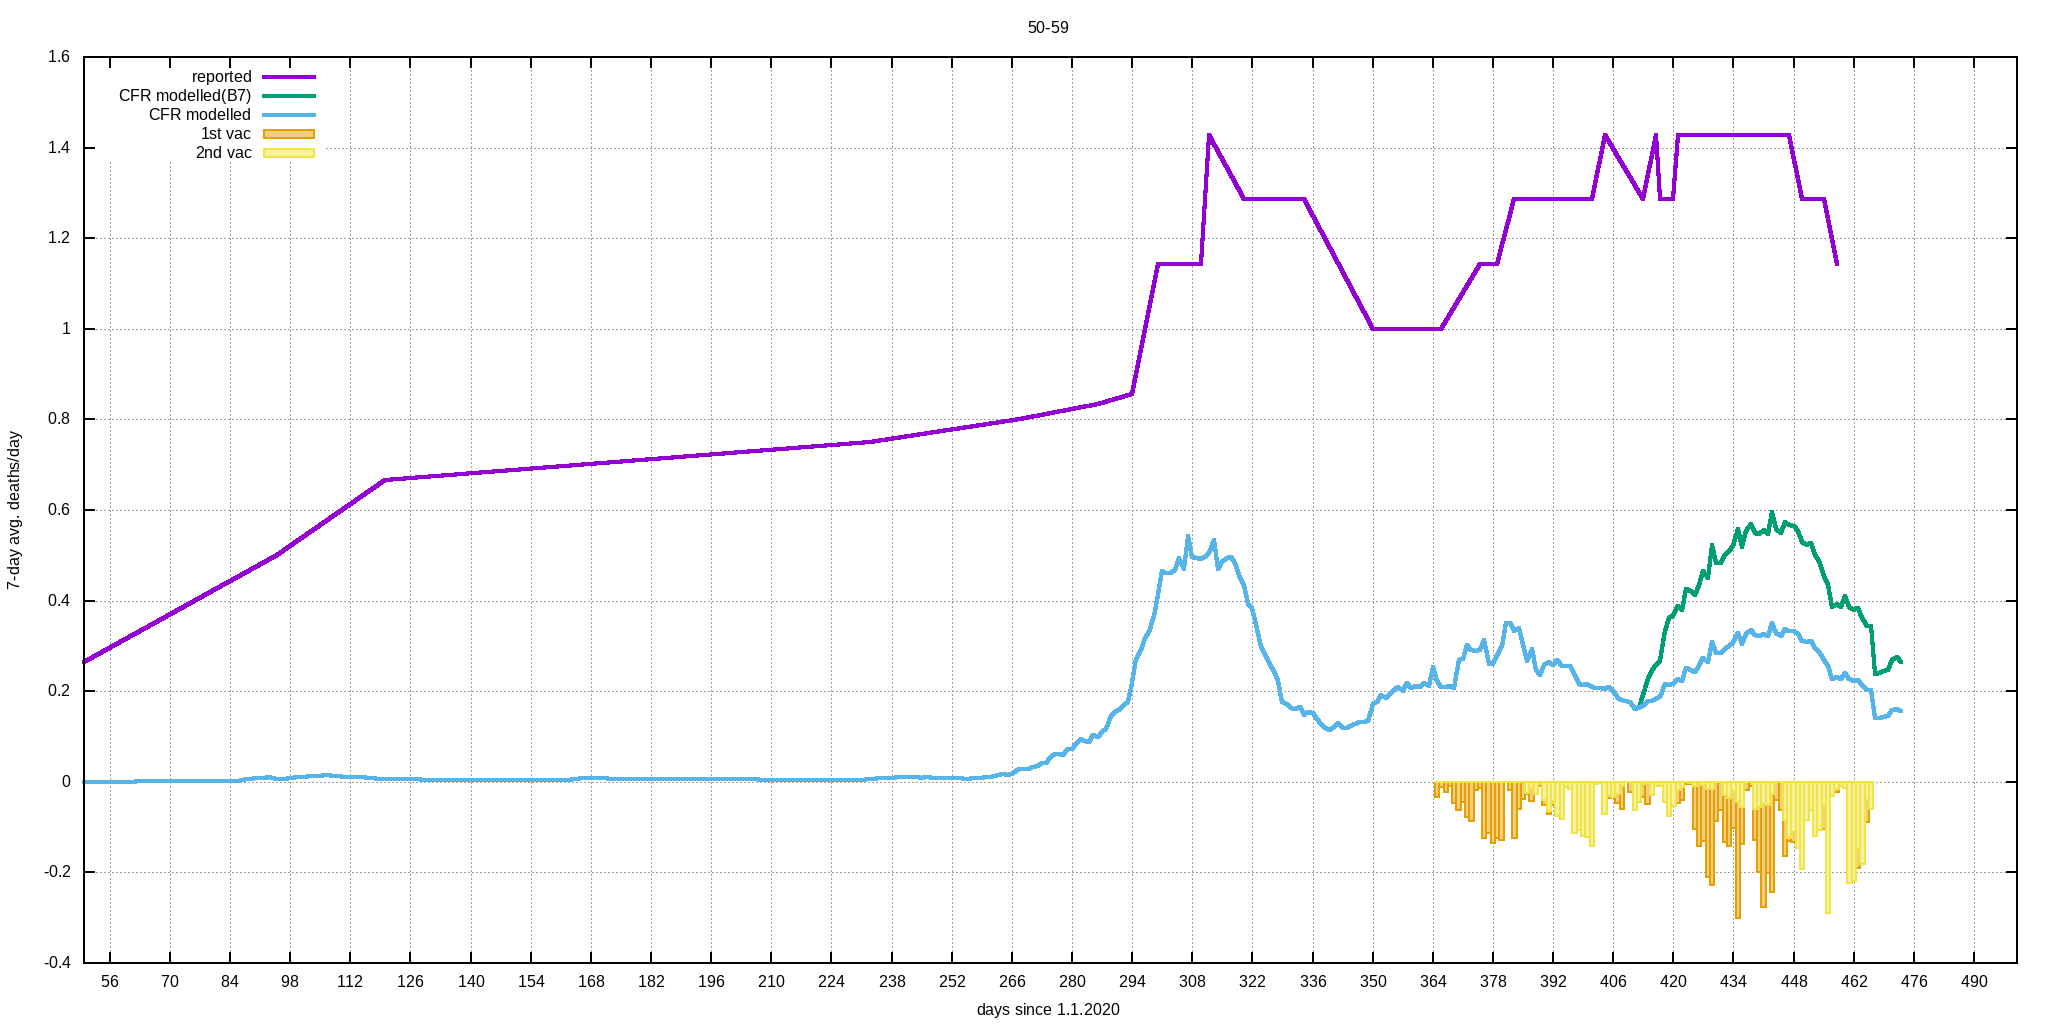 50-59
1.6
1.4
1.2
1
0.8
0.6
0.4
0.2
0
-0.2
-0.4
7-day avg. deaths/day
reported
CFR modelled(B7)
CFR modelled
1st vac
2nd vac
56 70 84 98 112 126 140 154 168 182 196 210 224 238 252 266 280 294 308 322 336 350 364 378 392 406 420 434 448 462 476 490
days since 1.1.2020